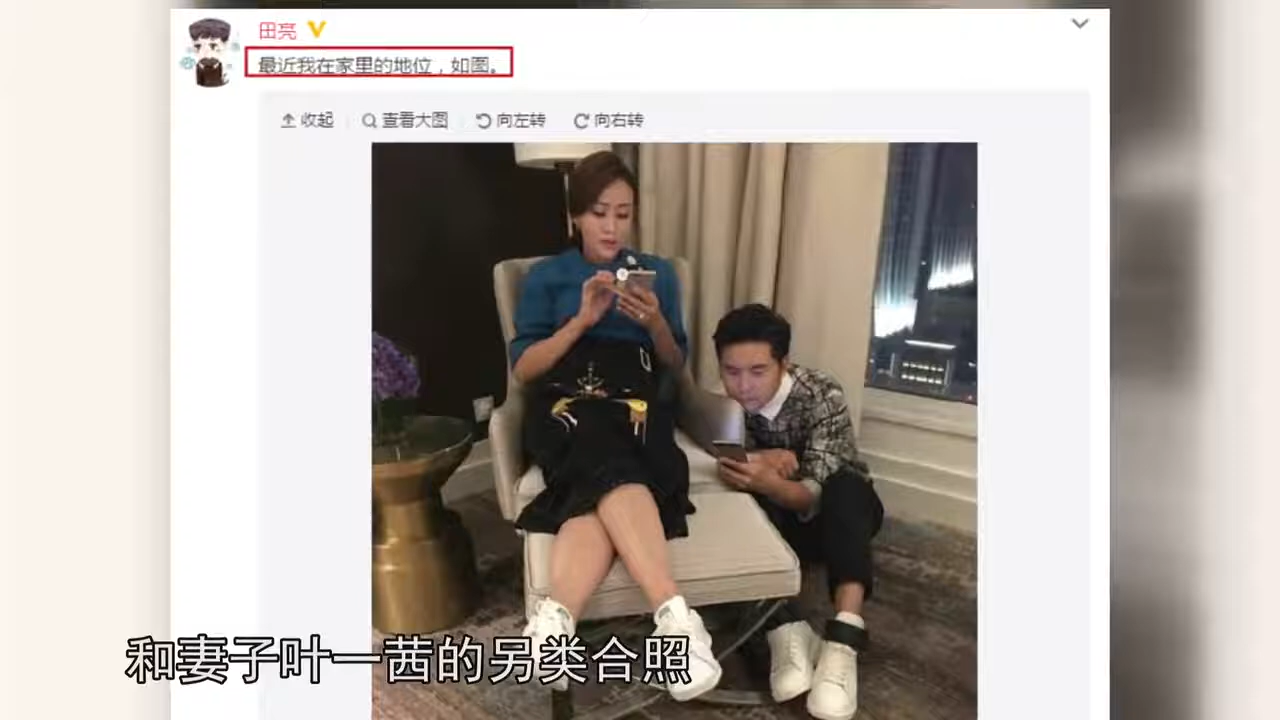 田亮
最近我在家里的地位，如图。
收起 查看大图 向左转 向右转
和妻子叶一茜的另类合照